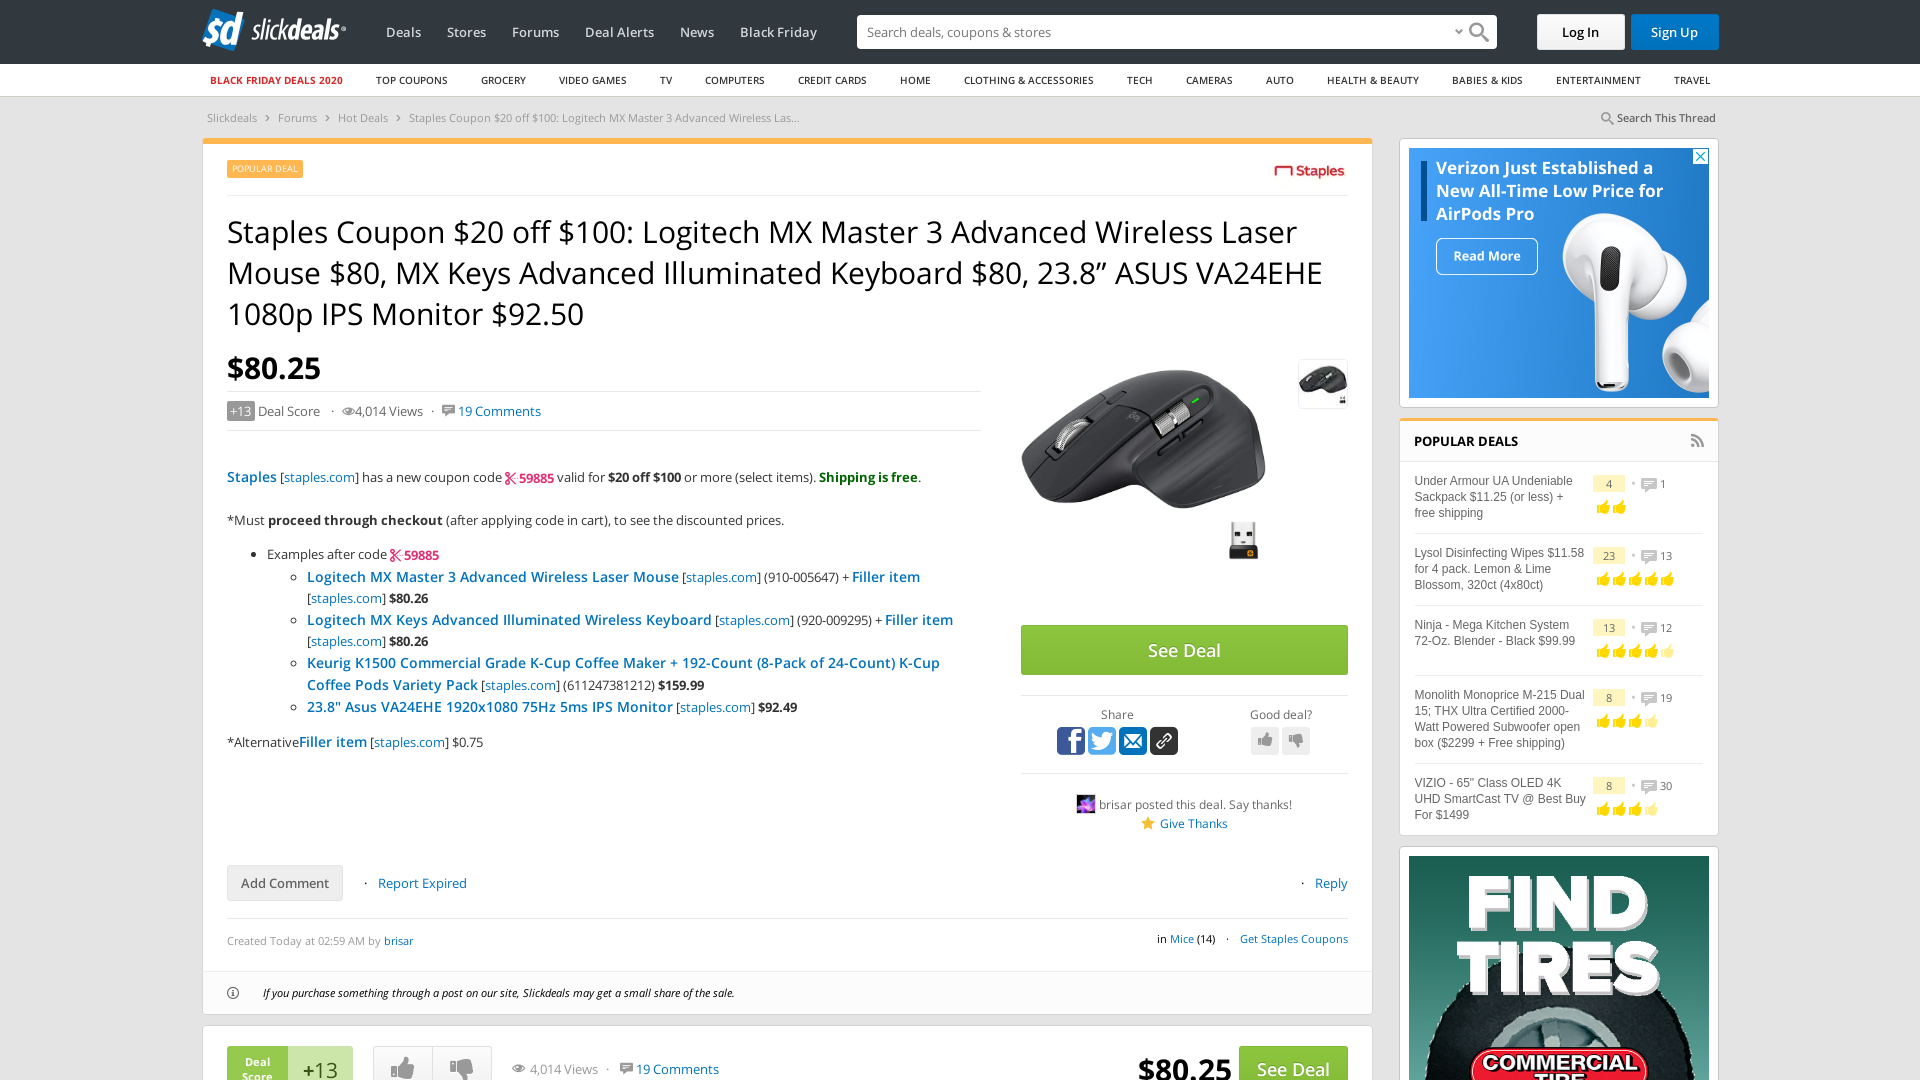 sd slickdeals
Deals Stores Forums Deal Alerts News Black Friday
Search deals, coupons & stores
Log In Sign Up
BLACK FRIDAY DEALS 2020 TOP COUPONS GROCERY VIDEO GAMES TV COMPUTERS CREDIT CARDS HOME CLOTHING & ACCESSORIES TECH CAMERAS AUTO HEALTH & BEAUTY BABIES & KIDS ENTERTAINMENT TRAVEL
Slickdeals > Forums > Hot Deals > Staples Coupon $20 off $100: Logitech MX Master 3 Advanced Wireless Las...
Search This Thread
POPULAR DEAL
Staples
Staples Coupon $20 off $100: Logitech MX Master 3 Advanced Wireless Laser
Mouse $80, MX Keys Advanced Illuminated Keyboard $80, 23.8” ASUS VA24EHE
1080p IPS Monitor $92.50
$80.25
+13 Deal Score · 4,014 Views · 19 Comments
Staples [staples.com] has a new coupon code 59885 valid for $20 off $100 or more (select items). Shipping is free.
*Must proceed through checkout (after applying code in cart), to see the discounted prices.
• Examples after code 59885
Logitech MX Master 3 Advanced Wireless Laser Mouse [staples.com] (910-005647) + Filler item
[staples.com] $80.26
Logitech MX Keys Advanced Illuminated Wireless Keyboard [staples.com] (920-009295) + Filler item
[staples.com] $80.26
Keurig K1500 Commercial Grade K-Cup Coffee Maker + 192-Count (8-Pack of 24-Count) K-Cup
Coffee Pods Variety Pack [staples.com] (611247381212) $159.99
23.8" Asus VA24EHE 1920x1080 75Hz 5ms IPS Monitor [staples.com] $92.49
*AlternativeFiller item [staples.com] $0.75
See Deal
Share
Good deal?
brisar posted this deal. Say thanks!
Give Thanks
Add Comment · Report Expired
· Reply
Created Today at 02:59 AM by brisar
in Mice (14) · Get Staples Coupons
If you purchase something through a post on our site, Slickdeals may get a small share of the sale.
Deal
Score
+13
4,014 Views · 19 Comments
$80.25
See Deal
Verizon Just Established a
New All-Time Low Price for
AirPods Pro
Read More
POPULAR DEALS
Under Armour UA Undeniable
Sackpack $11.25 (or less) +
free shipping
4 • 1
Lysol Disinfecting Wipes $11.58
for 4 pack. Lemon & Lime
Blossom, 320ct (4x80ct)
23 • 13
Ninja - Mega Kitchen System
72-Oz. Blender - Black $99.99
13 • 12
Monolith Monoprice M-215 Dual
15; THX Ultra Certified 2000-
Watt Powered Subwoofer open
box ($2299 + Free shipping)
8 • 19
VIZIO - 65" Class OLED 4K
UHD SmartCast TV @ Best Buy
For $1499
8 • 30
FIND
TIRES
COMMERCIAL
TIRE